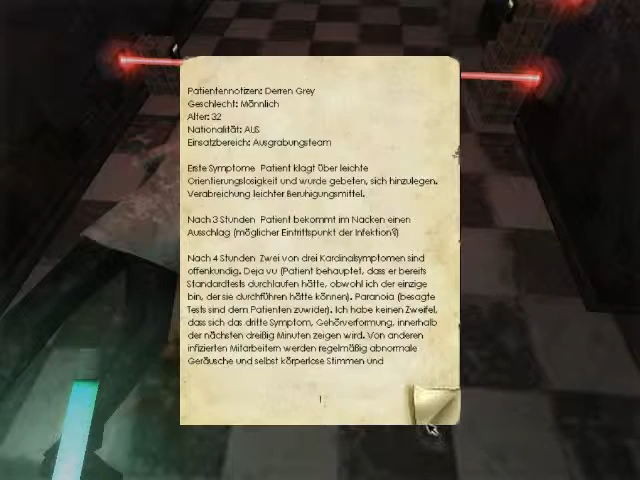 Patientennotizen: Derren Grey
Geschlecht: Männlich
Alter: 32
Nationalität: AUS
Einsatzbereich: Ausgrabungsteam
Erste Symptome  Patient klagt über leichte
Orientierungslosigkeit und wurde gebeten, sich hinzulegen.
Verabreichung leichter Beruhigungsmittel.
Nach 3 Stunden  Patient bekommt im Nacken einen
Ausschlag (möglicher Eintrittspunkt der Infektion?)
Nach 4 Stunden  Zwei von drei Kardinalsymptomen sind
offenkundig. Deja vu (Patient behauptet, dass er bereits
Standardtests durchlaufen hätte, obwohl ich der einzige
bin, der sie durchführen hätte können). Paranoia (besagte
Tests sind dem Patienten zuwider). Ich habe keinen Zweifel,
dass sich das dritte Symptom, Gehörverformung, innerhalb
der nächsten dreißig Minuten zeigen wird. Von anderen
infizierten Mitarbeitern werden regelmäßig abnormale
Geräusche und selbst körperlose Stimmen und
1